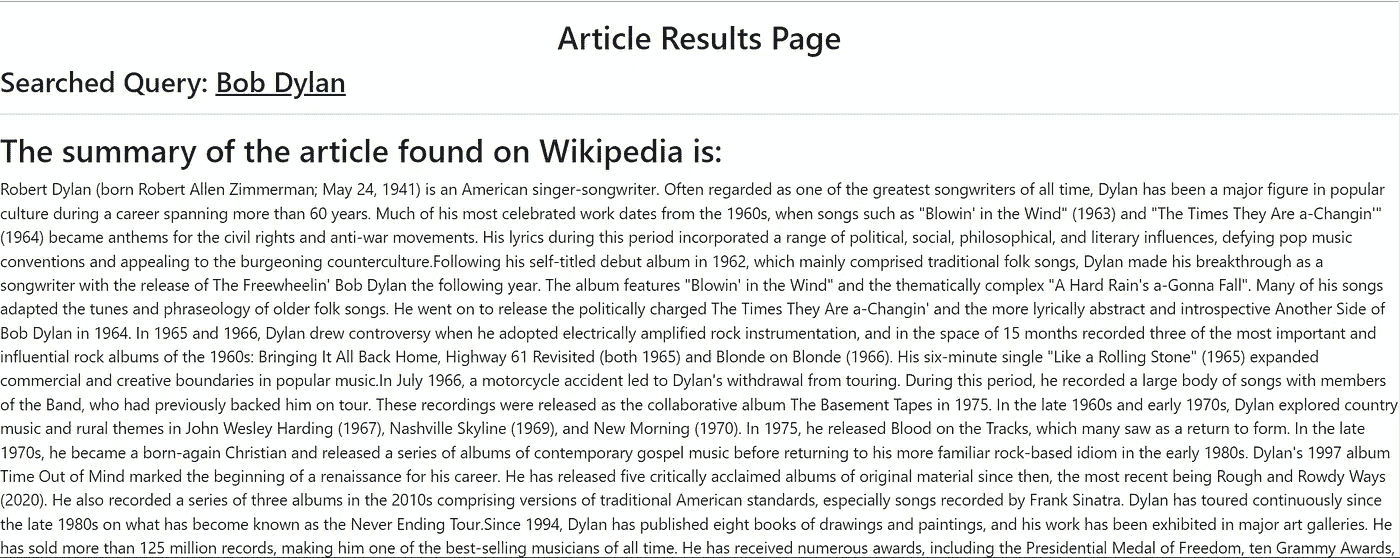 Article Results Page
Searched Query: Bob Dylan
The summary of the article found on Wikipedia is:
Robert Dylan (born Robert Allen Zimmerman; May 24, 1941) is an American singer-songwriter. Often regarded as one of the greatest songwriters of all time, Dylan has been a major figure in popular
culture during a career spanning more than 60 years. Much of his most celebrated work dates from the 1960s, when songs such as "Blowin' in the Wind" (1963) and "The Times They Are a-Changin'"
(1964) became anthems for the civil rights and anti-war movements. His lyrics during this period incorporated a range of political, social, philosophical, and literary influences, defying pop music
conventions and appealing to the burgeoning counterculture.Following his self-titled debut album in 1962, which mainly comprised traditional folk songs, Dylan made his breakthrough as a
songwriter with the release of The Freewheelin' Bob Dylan the following year. The album features "Blowin' in the Wind" and the thematically complex "A Hard Rain's a-Gonna Fall". Many of his songs
adapted the tunes and phraseology of older folk songs. He went on to release the politically charged The Times They Are a-Changin' and the more lyrically abstract and introspective Another Side of
Bob Dylan in 1964. In 1965 and 1966, Dylan drew controversy when he adopted electrically amplified rock instrumentation, and in the space of 15 months recorded three of the most important and
influential rock albums of the 1960s: Bringing It All Back Home, Highway 61 Revisited (both 1965) and Blonde on Blonde (1966). His six-minute single "Like a Rolling Stone" (1965) expanded
commercial and creative boundaries in popular music.In July 1966, a motorcycle accident led to Dylan's withdrawal from touring. During this period, he recorded a large body of songs with members
of the Band, who had previously backed him on tour. These recordings were released as the collaborative album The Basement Tapes in 1975. In the late 1960s and early 1970s, Dylan explored country
music and rural themes in John Wesley Harding (1967), Nashville Skyline (1969), and New Morning (1970). In 1975, he released Blood on the Tracks, which many saw as a return to form. In the late
1970s, he became a born-again Christian and released a series of albums of contemporary gospel music before returning to his more familiar rock-based idiom in the early 1980s. Dylan's 1997 album
Time Out of Mind marked the beginning of a renaissance for his career. He has released five critically acclaimed albums of original material since then, the most recent being Rough and Rowdy Ways
(2020). He also recorded a series of three albums in the 2010s comprising versions of traditional American standards, especially songs recorded by Frank Sinatra. Dylan has toured continuously since
the late 1980s on what has become known as the Never Ending Tour.Since 1994, Dylan has published eight books of drawings and paintings, and his work has been exhibited in major art galleries. He
has sold more than 125 million records, making him one of the best-selling musicians of all time. He has received numerous awards, including the Presidential Medal of Freedom, ten Grammy Awards,